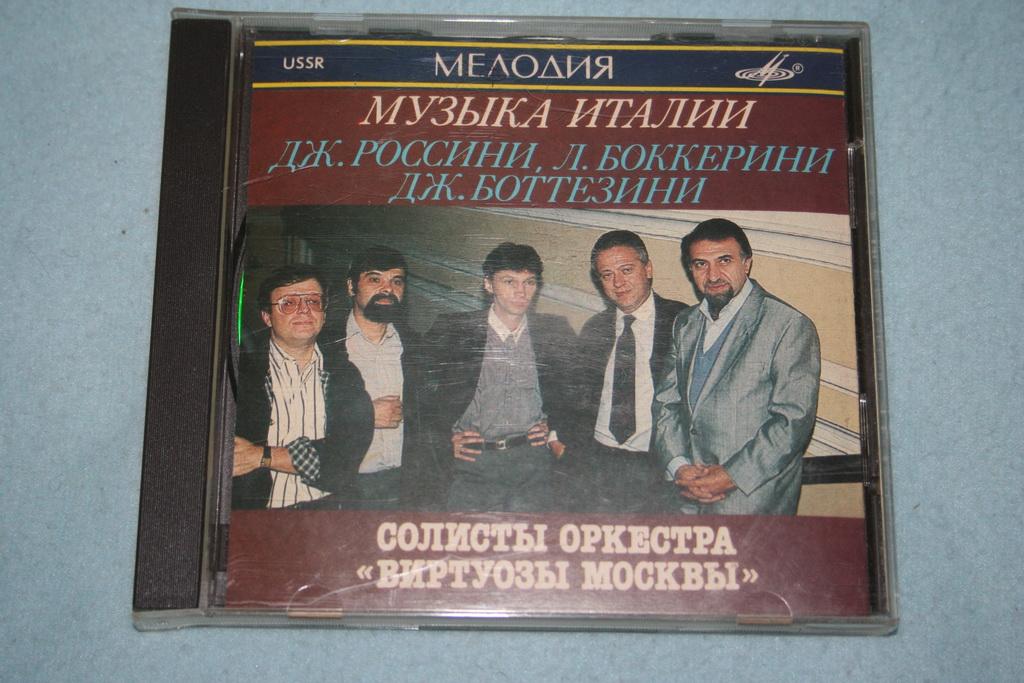 USSR МЕЛОДИЯ ®
МУЗЫКА ИТАЛИИ
ДЖ. РОССИНИ, Л. БОККЕРИНИ
ДЖ. БОТТЕЗИНИ
СОЛИСТЫ ОРКЕСТРА
«ВИРТУОЗЫ МОСКВЫ»